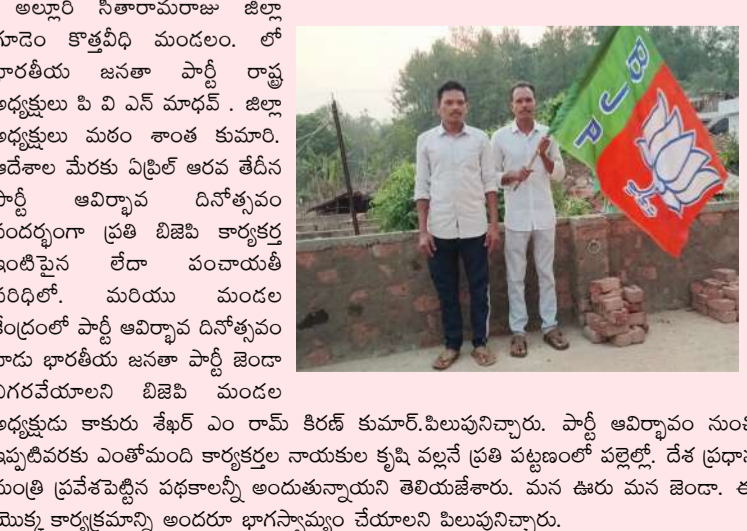 అల్లూరి సీతారామరాజు జిల్లా
గూడెం కొత్తవీధి మండలం. లో
భారతీయ జనతా పార్టీ రాష్ట్ర
అధ్యక్షులు పి వి ఎన్ మాధవ్ . జిల్లా
అధ్యక్షులు మఠం శాంత కుమారి.
ఆదేశాల మేరకు ఏప్రిల్ ఆరవ తేదీన
పార్టీ ఆవిర్భావ దినోత్సవం
సందర్భంగా ప్రతి బిజెపి కార్యకర్త
ఇంటిపైన లేదా పంచాయతీ
పరిధిలో. మరియు మండల
కేంద్రంలో పార్టీ ఆవిర్భావ దినోత్సవం
నాడు భారతీయ జనతా పార్టీ జెండా
ఎగరవేయాలని బిజెపి మండల
అధ్యక్షుడు కాకురు శేఖర్ ఎం రామ్ కిరణ్ కుమార్.పిలుపునిచ్చారు. పార్టీ ఆవిర్భావం నుంచి
ఇప్పటివరకు ఎంతోమంది కార్యకర్తల నాయకుల కృషి వల్లనే ప్రతి పట్టణంలో పల్లెల్లో. దేశ ప్రధాన
మంత్రి ప్రవేశపెట్టిన పథకాలన్నీ అందుతున్నాయని తెలియజేశారు. మన ఊరు మన జెండా. ఈ
యొక్క కార్యక్రమాన్ని అందరూ భాగస్వామ్యం చేయాలని పిలుపునిచ్చారు.
BJP